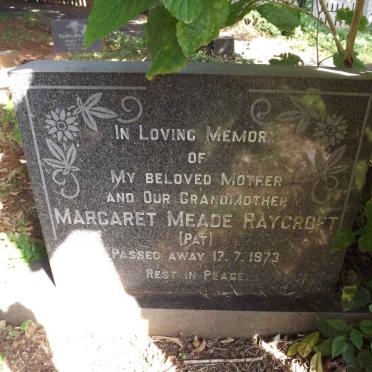 In Loving Memory
of
My Beloved Mother
and Our Grandmother
Margaret Meade Raycroft
(Pat)
Passed away 17. 7. 1973
Rest in Peace